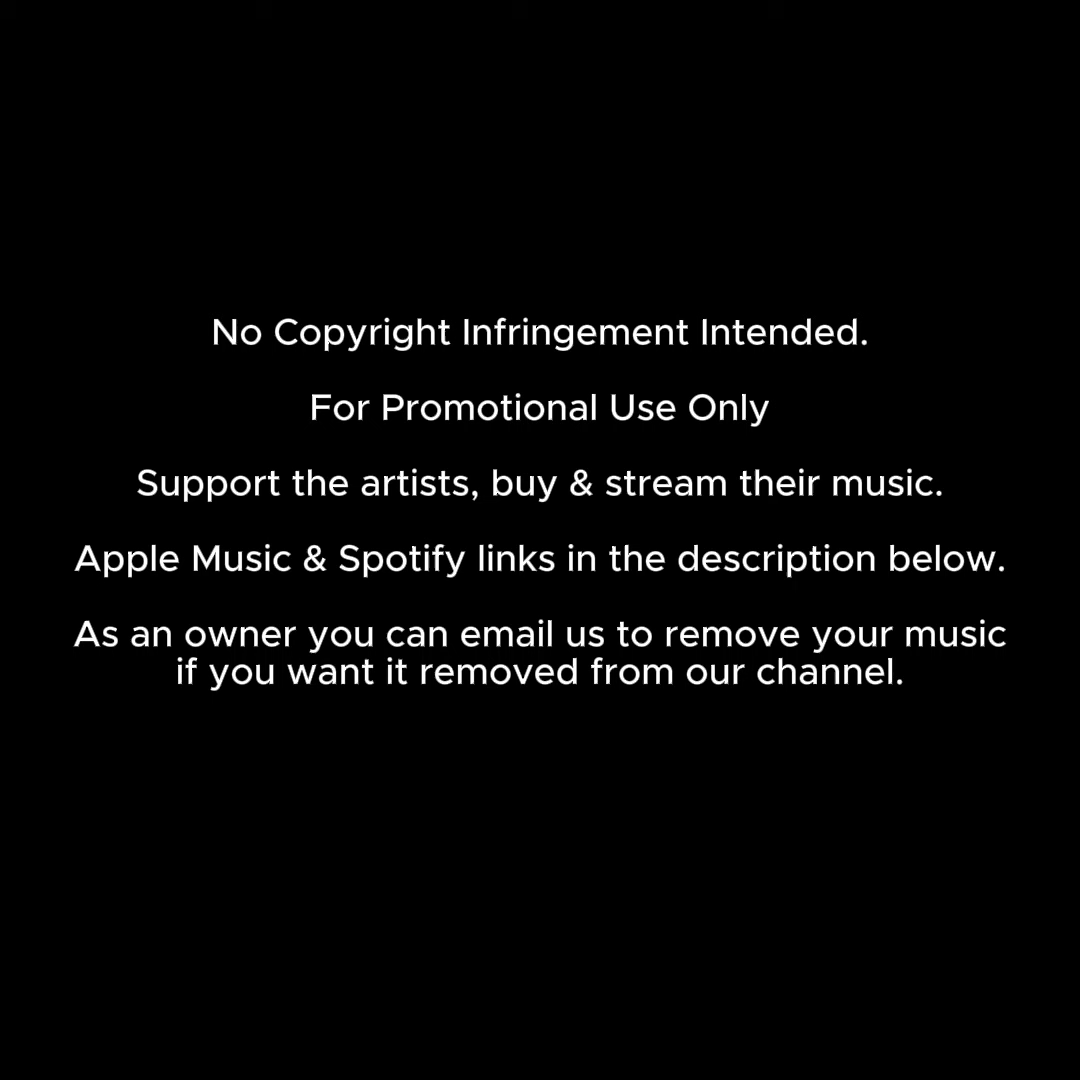 No Copyright Infringement Intended.
For Promotional Use Only
Support the artists, buy & stream their music.
Apple Music & Spotify links in the description below.
As an owner you can email us to remove your music
if you want it removed from our channel.